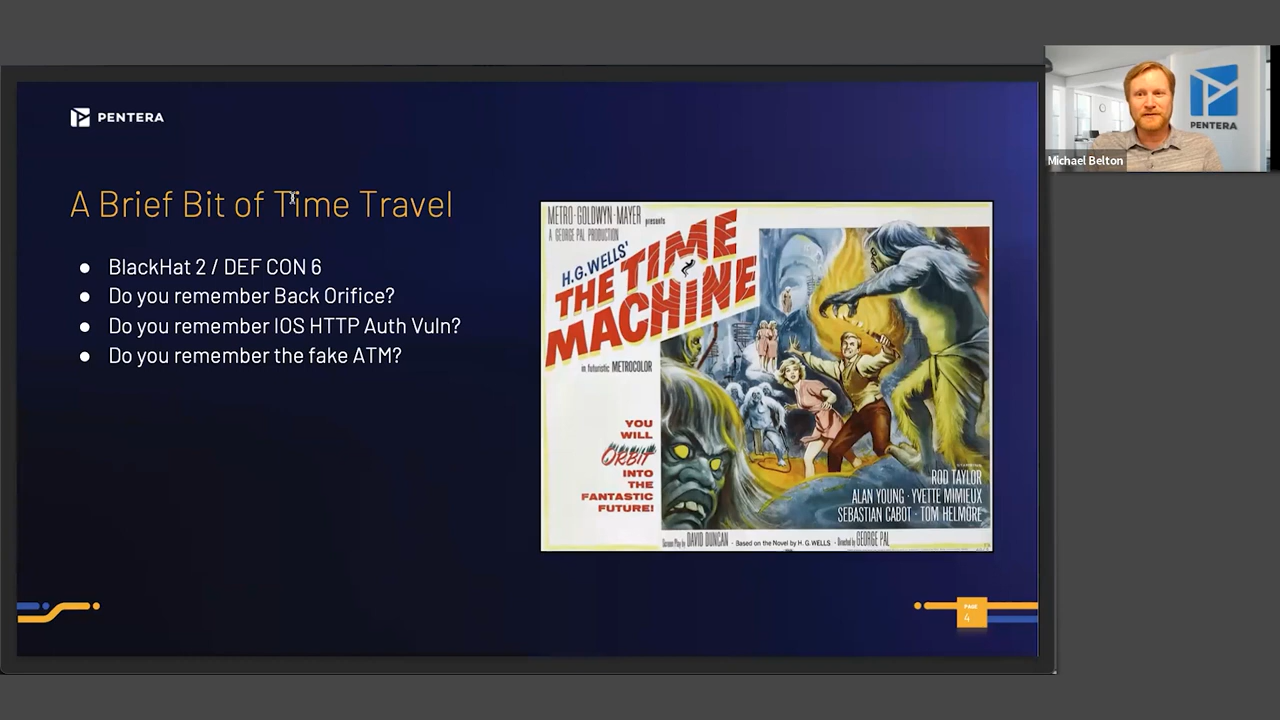 PENTERA
A Brief Bit of Time Travel
BlackHat 2 / DEF CON 6
Do you remember Back Orifice?
Do you remember IOS HTTP Auth Vuln?
Do you remember the fake ATM?
METRO-GOLDWYN-MAYER presents
A GEORGE PAL PRODUCTION
H.G. WELLS'
THE TIME
MACHINE
in futuristic METROCOLOR
YOU
WILL
ORBIT
INTO
THE
FANTASTIC
FUTURE!
STARRING
ROD TAYLOR
ALAN YOUNG · YVETTE MIMIEUX
SEBASTIAN CABOT · TOM HELMORE
Screen Play by DAVID DUNCAN · Based on the Novel by H. G. WELLS · Directed by GEORGE PAL
PAGE
4
PENTERA
Michael Belton